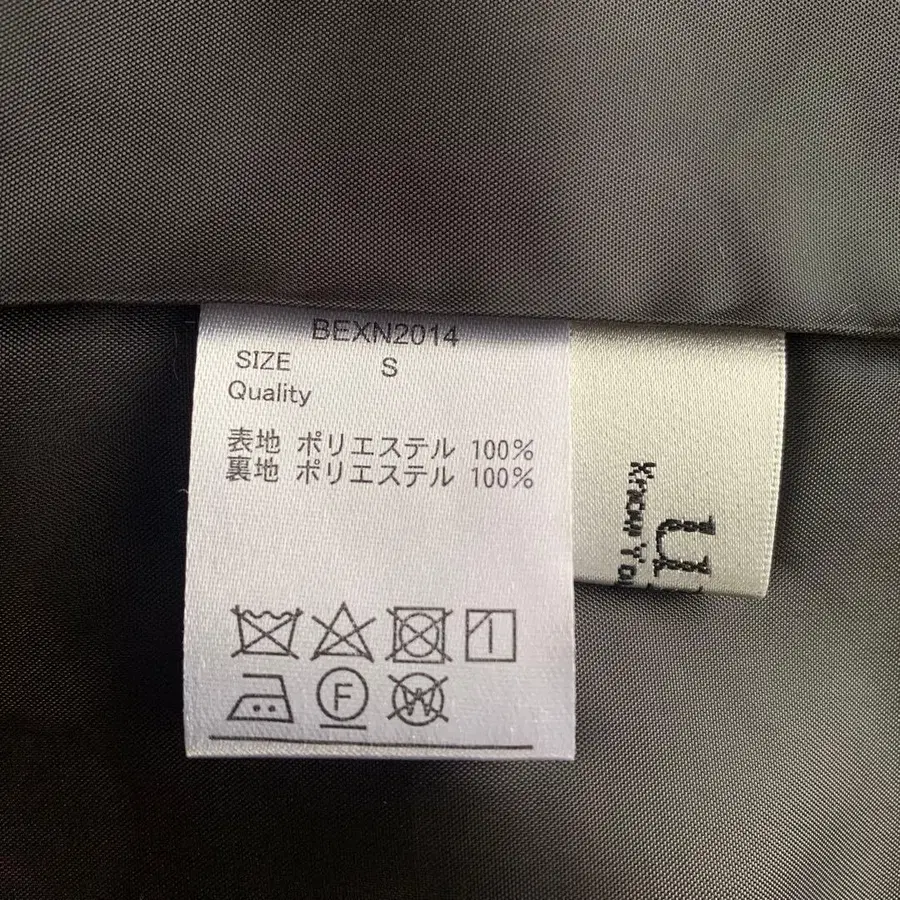 BEXN2014
SIZE S
Quality
表地 ポリエステル 100%
裏地 ポリエステル 100%
F
W
Know
U